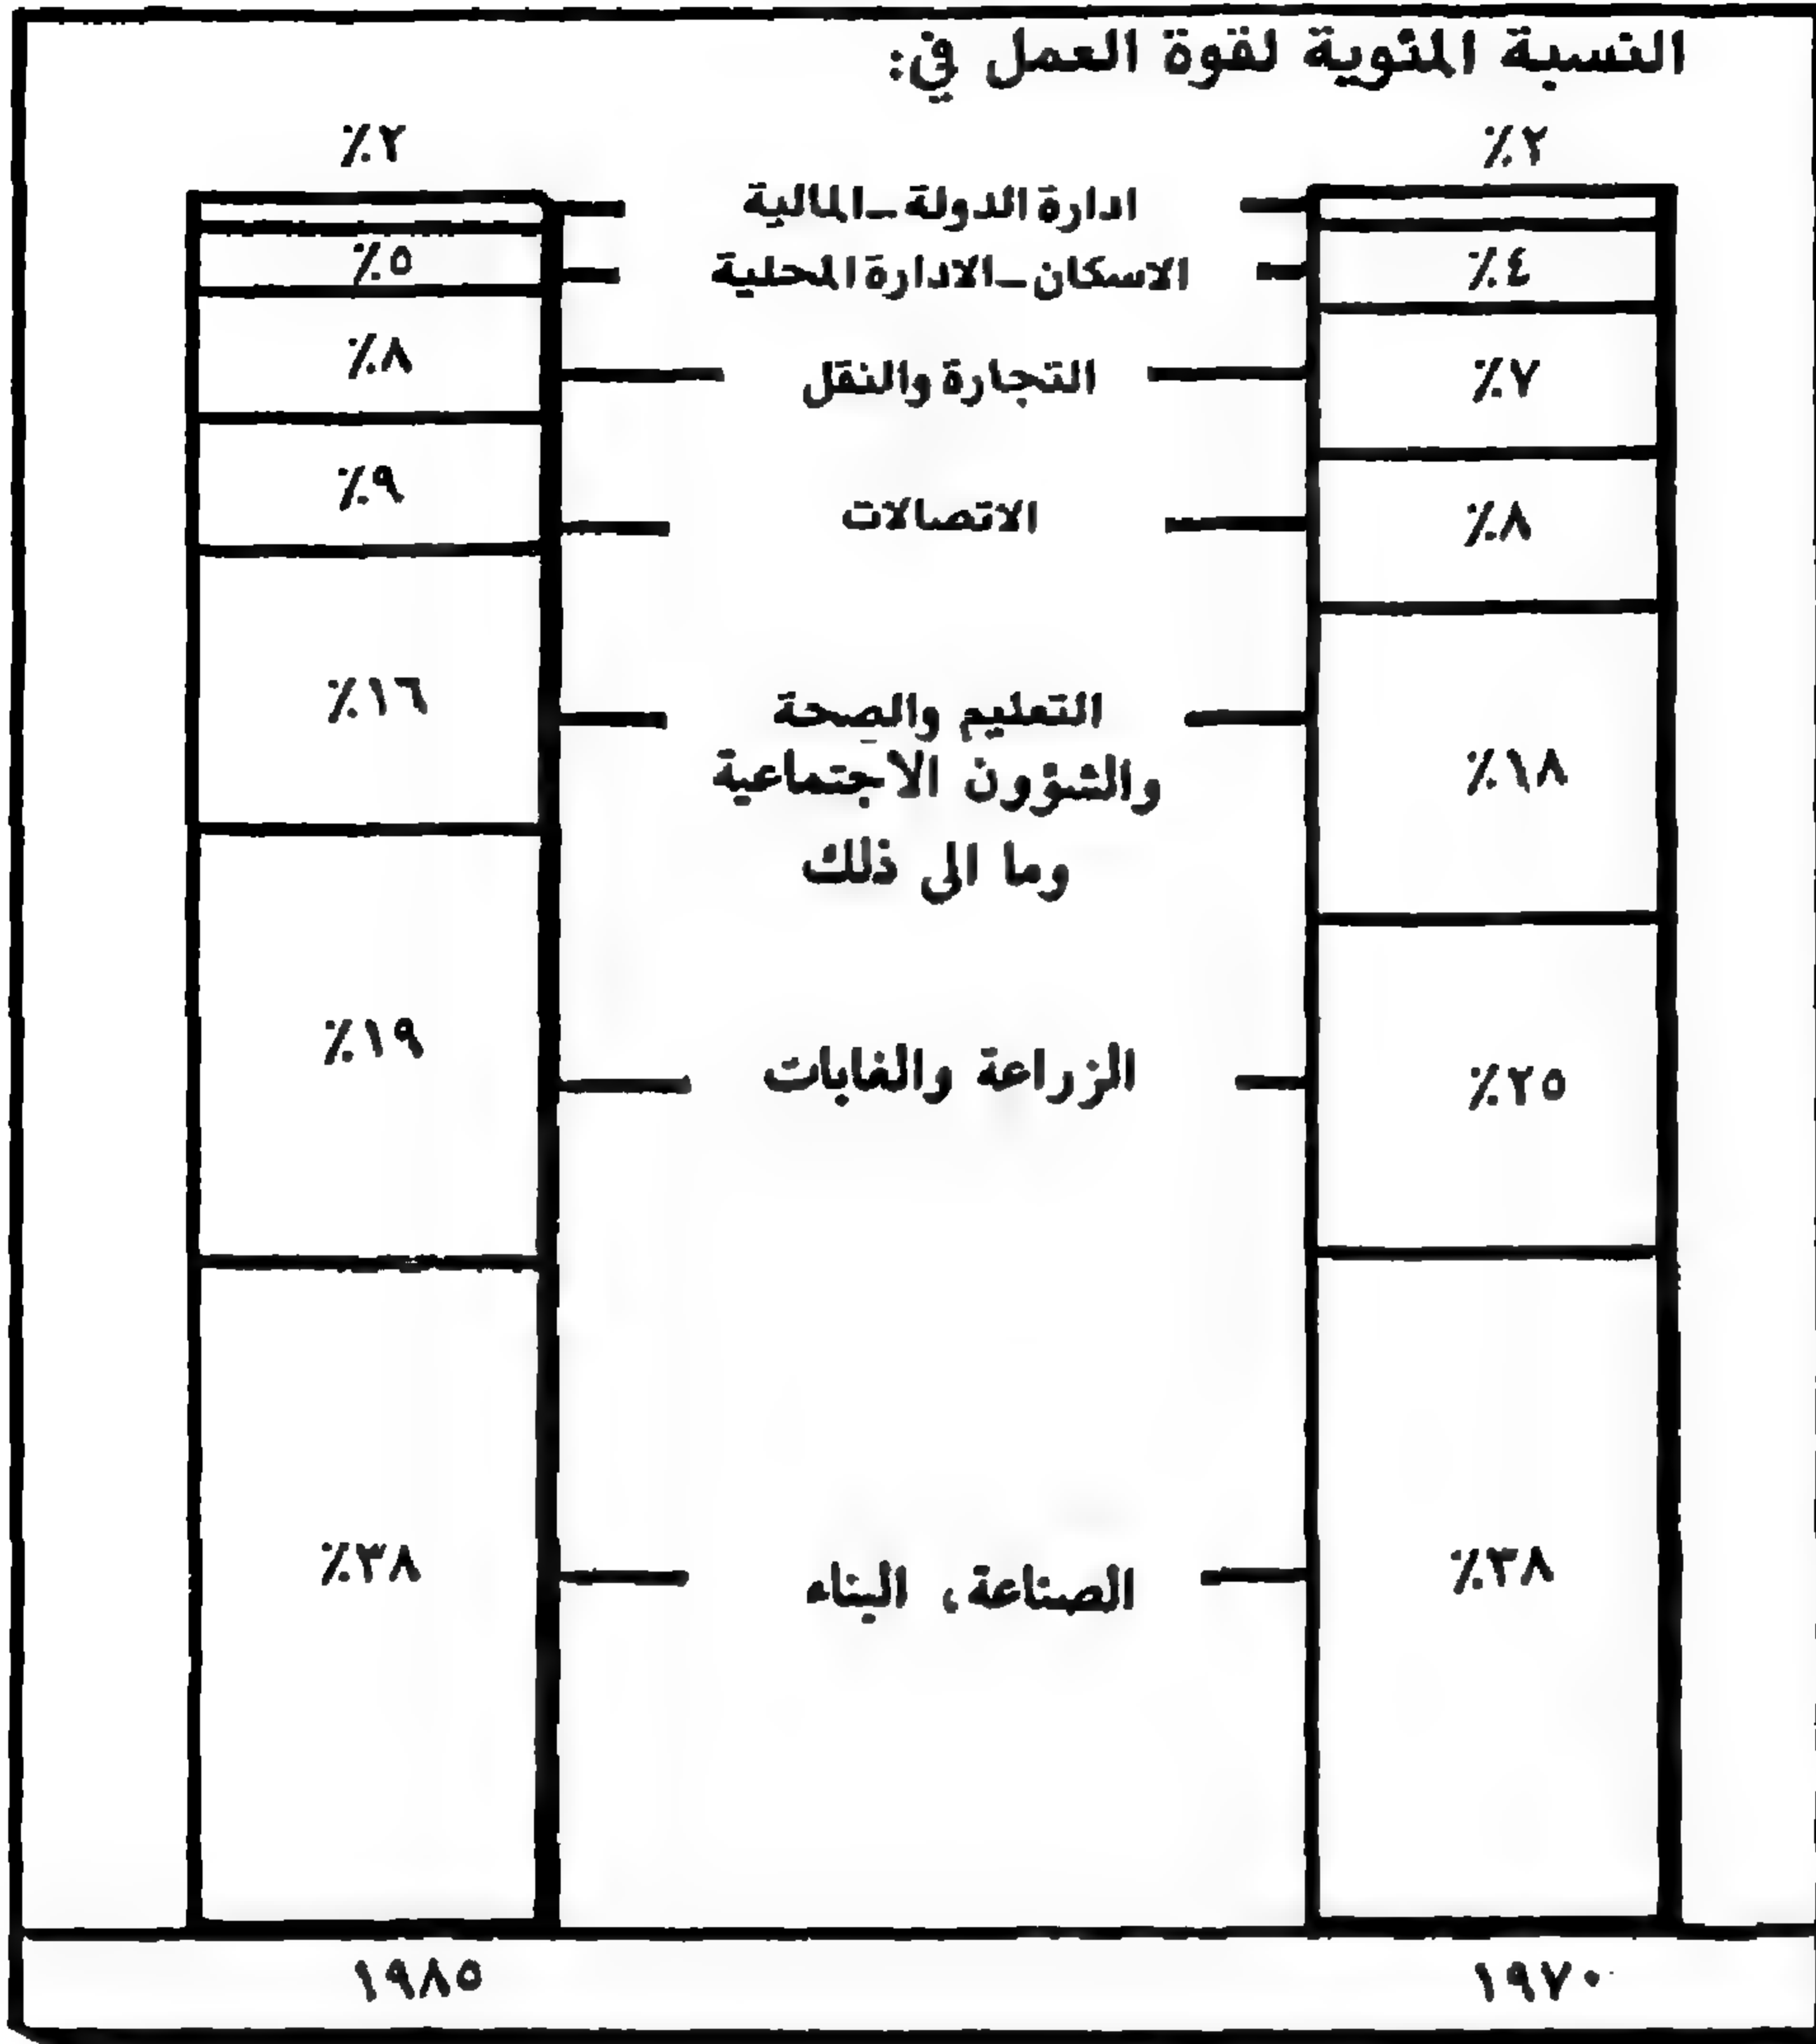 النسبة المئوية لقوة العمل في:
٪٢
٪٢
ادارة الدولة ـ المالية
٪٤
الاسكان ـ الادارة المحلية
٪٥
٪٧
التجارة والنقل
٪٨
٪٨
الاتصالات
٪٩
٪١٨
التعليم والصحة
والشؤون الاجتماعية
وما الى ذلك
٪١٦
٪٢٥
الزراعة والغابات
٪١٩
٪٣٨
الصناعة، البناء
٪٣٨
١٩٧٠
١٩٨٥